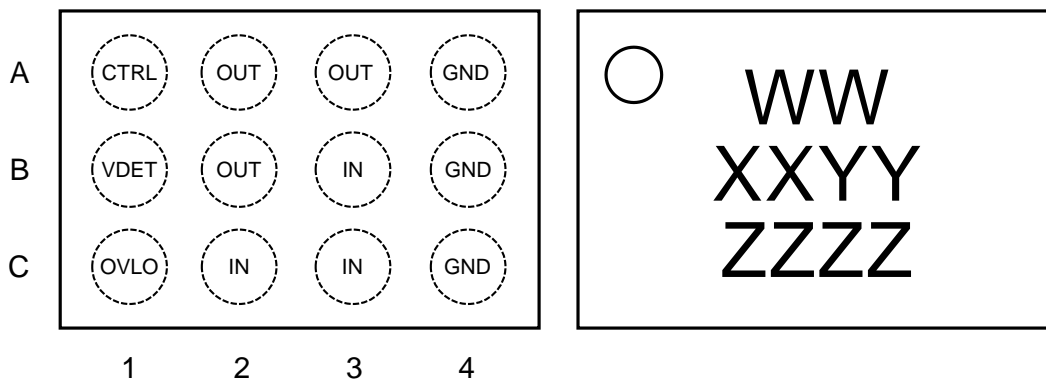 A CTRL OUT OUT GND
B VDET OUT IN GND
C OVLO IN IN GND
1 2 3 4
WW
XXYY
ZZZZ